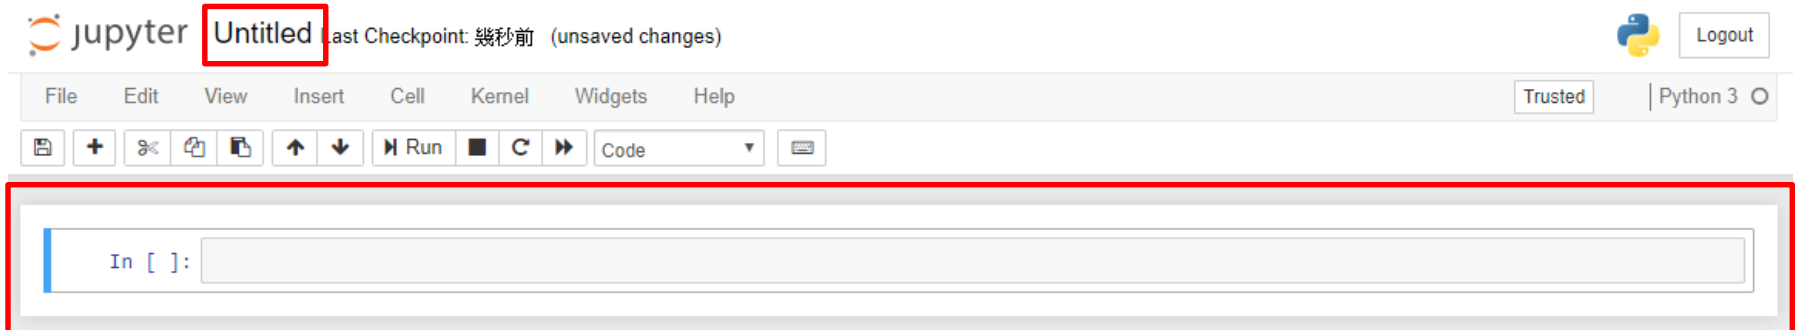 jupyter Untitled Last Checkpoint: 幾秒前 (unsaved changes) Logout
File Edit View Insert Cell Kernel Widgets Help Trusted Python 3
Run Code
In [ ]: